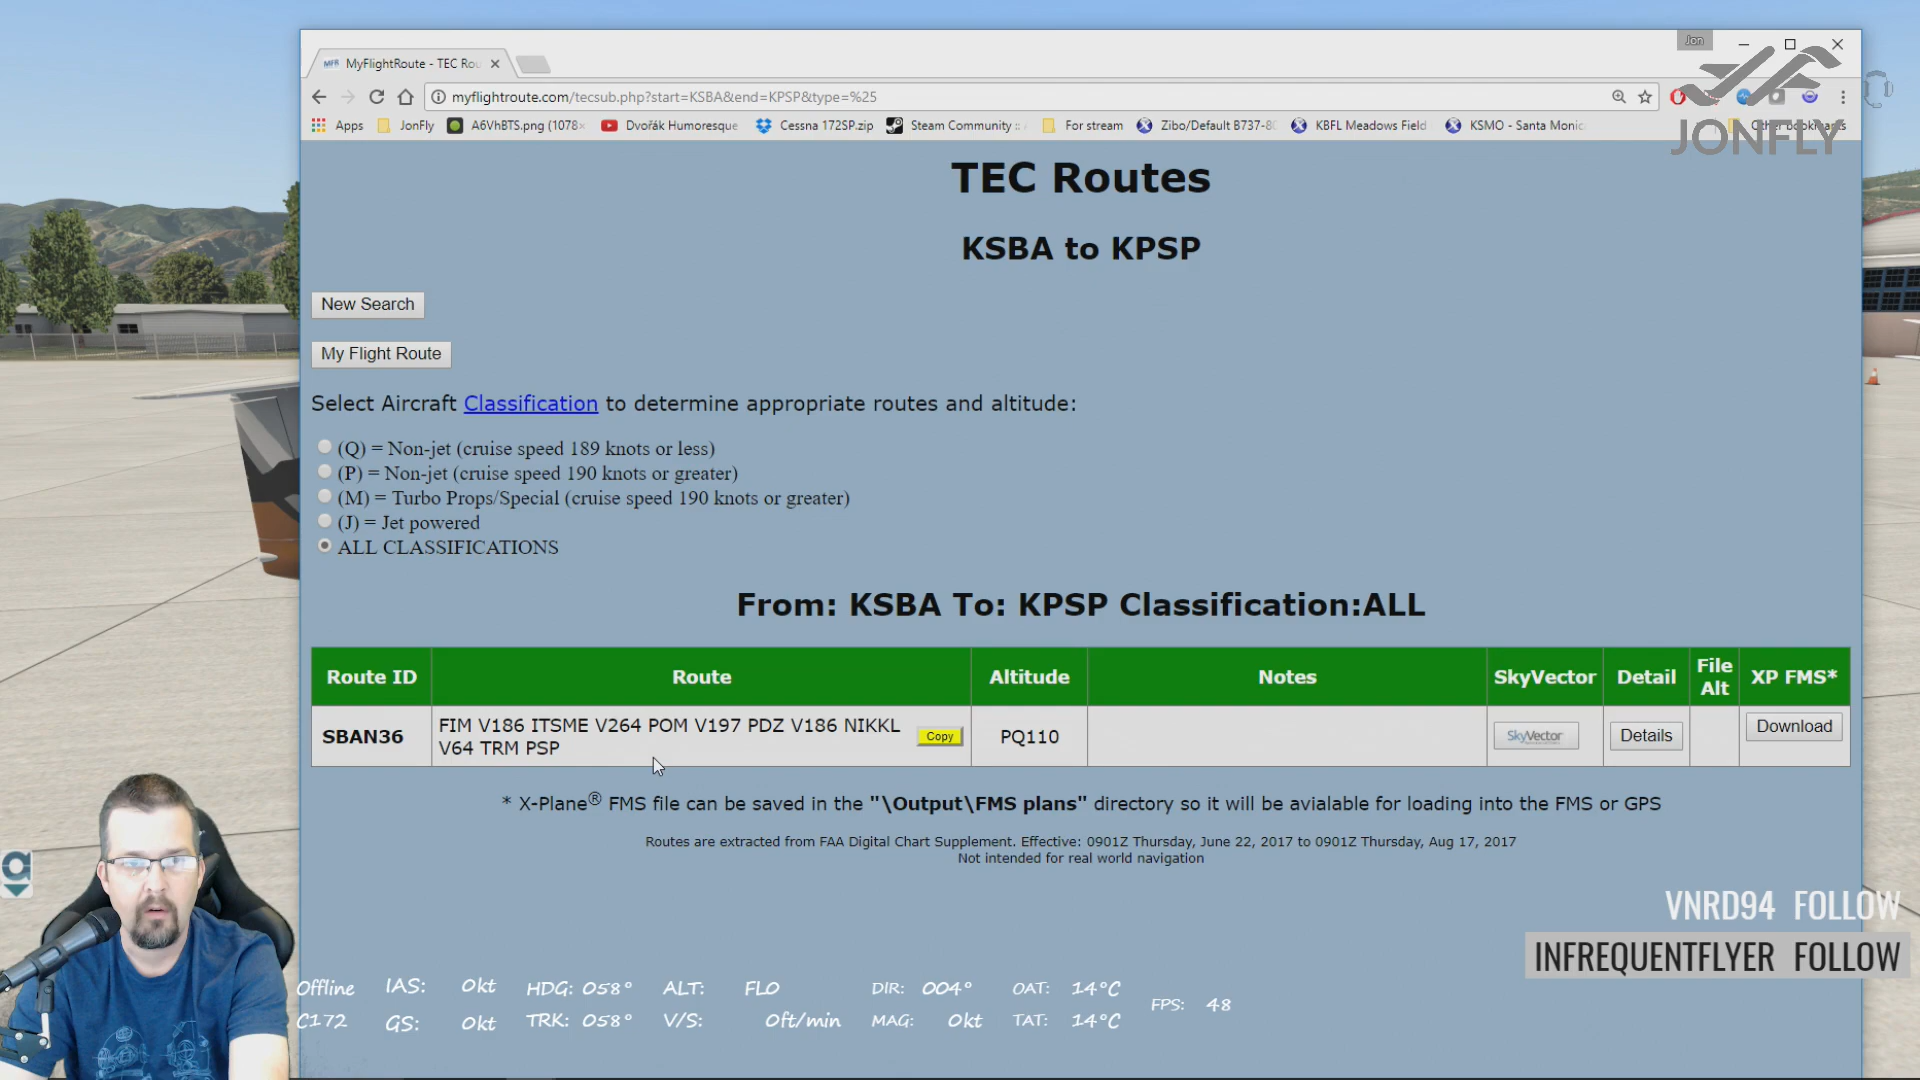 Jon
MyFlightRoute - TEC Rou
myflightroute.com/tecsub.php?start=KSBA&end=KPSP&type=%25
Apps JonFly A6VhBTS.png (1078× Dvořák Humoresque Cessna 172SP.zip Steam Community :: For stream Zibo/Default B737-80 KBFL Meadows Field KSMO - Santa Monic Other bookmarks
JONFLY
TEC Routes
KSBA to KPSP
New Search
My Flight Route
Select Aircraft Classification to determine appropriate routes and altitude:
(Q) = Non-jet (cruise speed 189 knots or less)
(P) = Non-jet (cruise speed 190 knots or greater)
(M) = Turbo Props/Special (cruise speed 190 knots or greater)
(J) = Jet powered
ALL CLASSIFICATIONS
From: KSBA To: KPSP Classification:ALL
Route ID Route Altitude Notes SkyVector Detail File Alt XP FMS*
SBAN36 FIM V186 ITSME V264 POM V197 PDZ V186 NIKKL Copy PQ110 SkyVector Details Download
V64 TRM PSP
* X-Plane® FMS file can be saved in the "\Output\FMS plans" directory so it will be avialable for loading into the FMS or GPS
Routes are extracted from FAA Digital Chart Supplement. Effective: 0901Z Thursday, June 22, 2017 to 0901Z Thursday, Aug 17, 2017
Not intended for real world navigation
VNRD94 FOLLOW
INFREQUENTFLYER FOLLOW
Offline IAS: 0kt HDG: 058° ALT: FL0 DIR: 004° OAT: 14°C FPS: 48
C172 GS: 0kt TRK: 058° V/S: 0ft/min MAG: 0kt TAT: 14°C